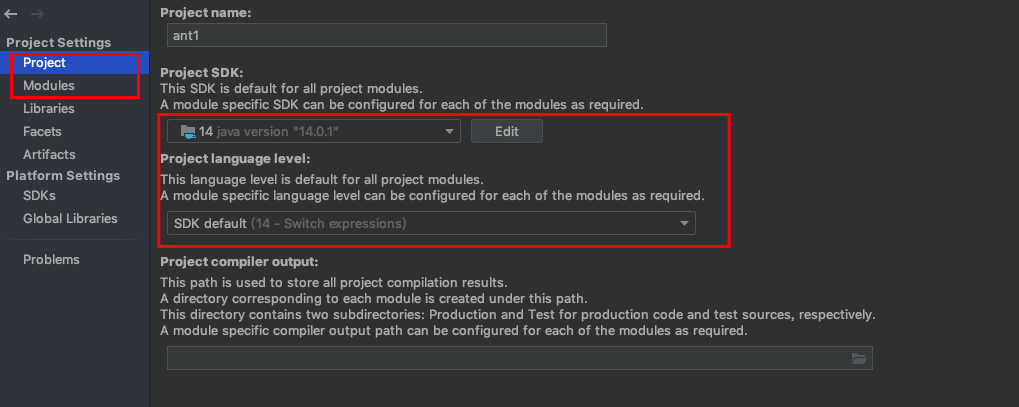 Project Settings
Project
Modules
Libraries
Facets
Artifacts
Platform Settings
SDKs
Global Libraries
Problems
Project name:
ant1
Project SDK:
This SDK is default for all project modules.
A module specific SDK can be configured for each of the modules as required.
14 java version "14.0.1"
Edit
Project language level:
This language level is default for all project modules.
A module specific language level can be configured for each of the modules as required.
SDK default (14 - Switch expressions)
Project compiler output:
This path is used to store all project compilation results.
A directory corresponding to each module is created under this path.
This directory contains two subdirectories: Production and Test for production code and test sources, respectively.
A module specific compiler output path can be configured for each of the modules as required.